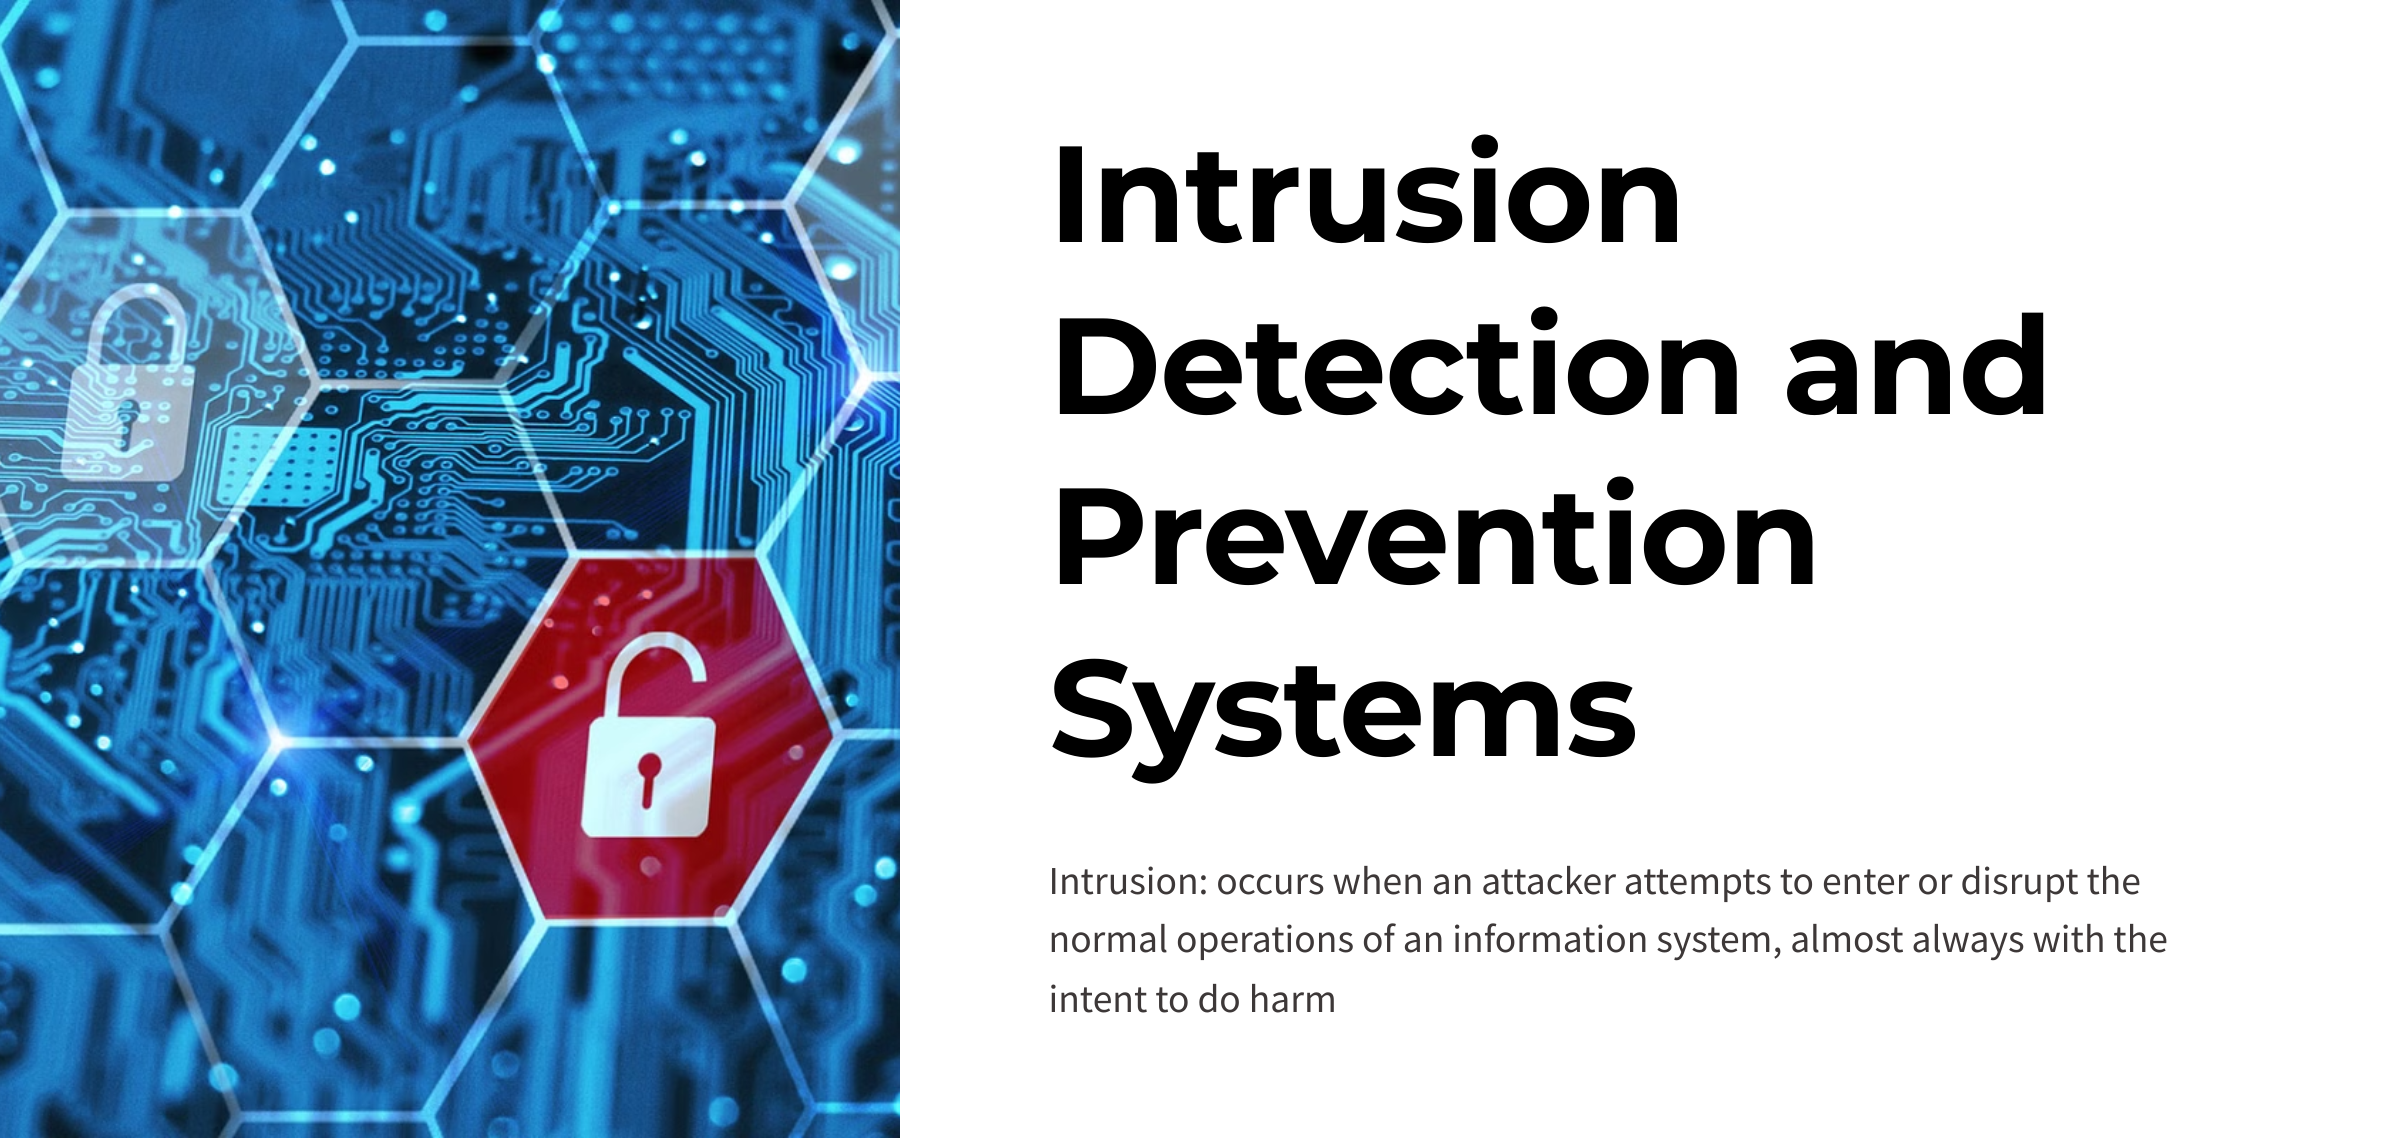 Intrusion
Detection and
Prevention
Systems
Intrusion: occurs when an attacker attempts to enter or disrupt the
normal operations of an information system, almost always with the
intent to do harm